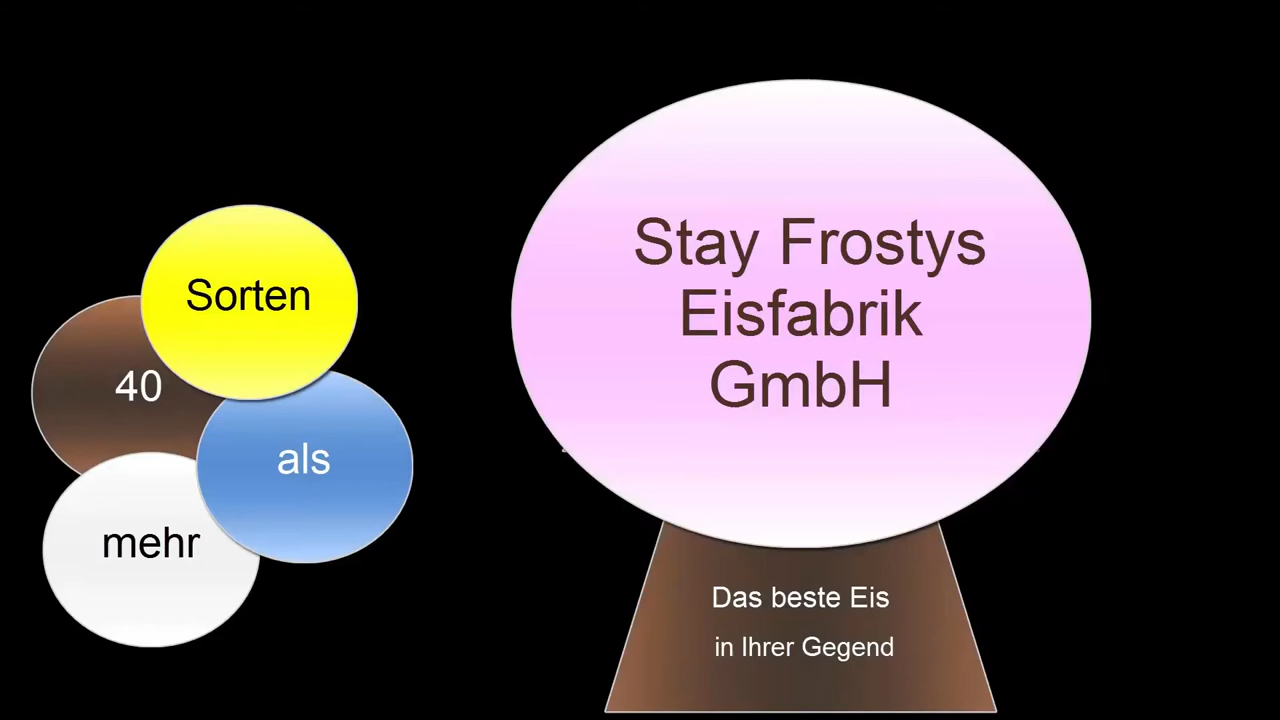 Sorten
40
als
mehr
Stay Frostys
Eisfabrik
GmbH
Das beste Eis
in Ihrer Gegend